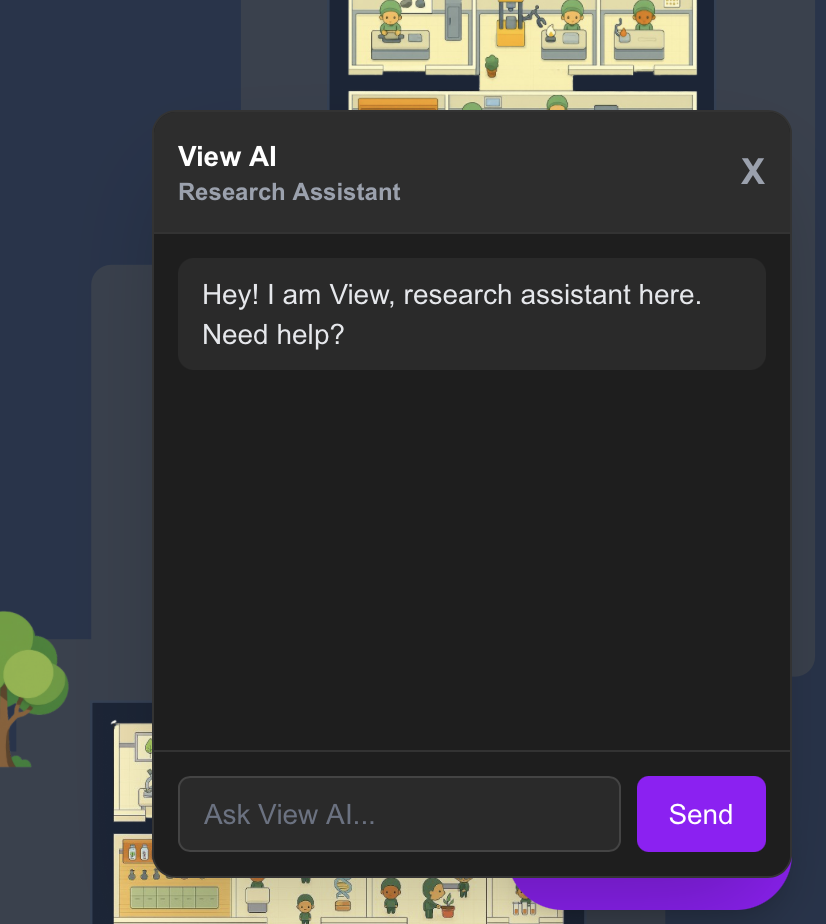 View AI
Research Assistant
X
Hey! I am View, research assistant here.
Need help?
Ask View AI...
Send